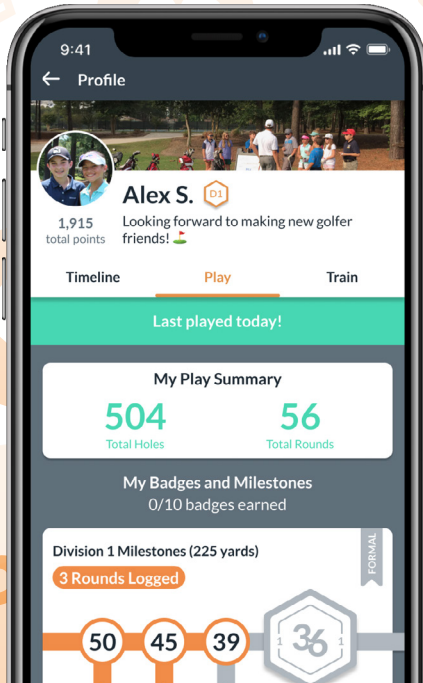 9:41
Profile
Alex S. D1
1,915
total points
Looking forward to making new golfer
friends!
Timeline Play Train
Last played today!
My Play Summary
504 56
Total Holes Total Rounds
My Badges and Milestones
0/10 badges earned
Division 1 Milestones (225 yards)
FORMAL
3 Rounds Logged
50 45 39 1 36 1